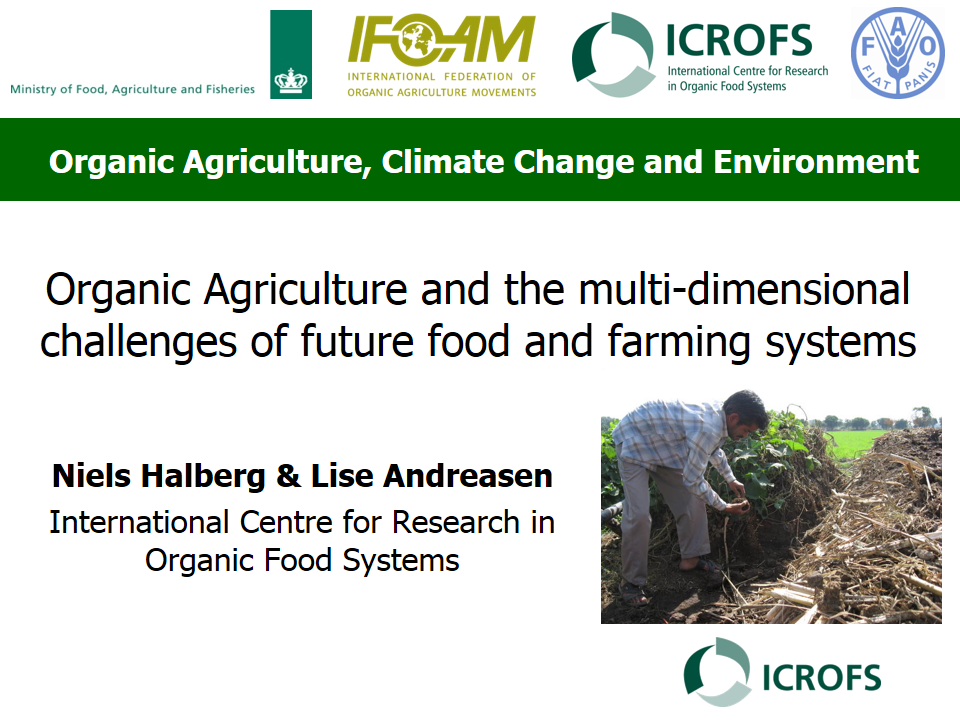 Ministry of Food, Agriculture and Fisheries
IFOAM
INTERNATIONAL FEDERATION OF
ORGANIC AGRICULTURE MOVEMENTS
ICROFS
International Centre for Research
in Organic Food Systems
FAO
FIAT PANIS
Organic Agriculture, Climate Change and Environment
Organic Agriculture and the multi-dimensional
challenges of future food and farming systems
Niels Halberg & Lise Andreasen
International Centre for Research in
Organic Food Systems
ICROFS